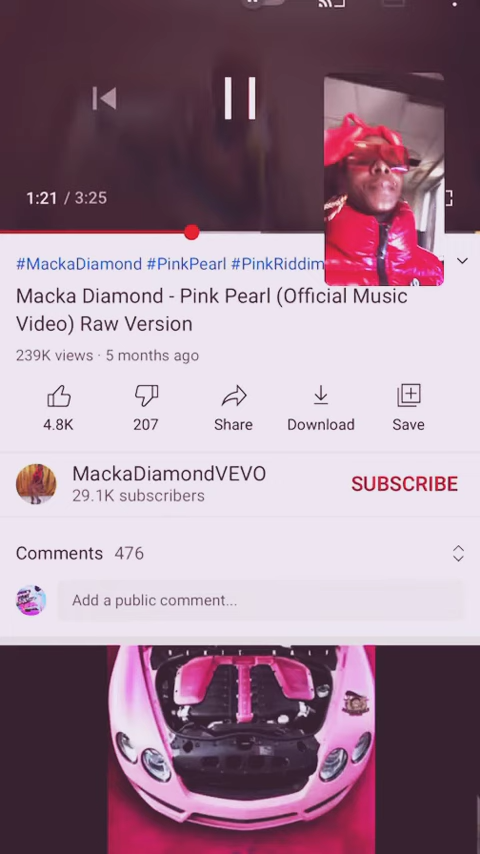 1:21 / 3:25
#MackaDiamond #PinkPearl #PinkRiddim
Macka Diamond - Pink Pearl (Official Music
Video) Raw Version
239K views · 5 months ago
4.8K
207
Share
Download
Save
MackaDiamondVEVO
29.1K subscribers
SUBSCRIBE
Comments 476
Add a public comment...